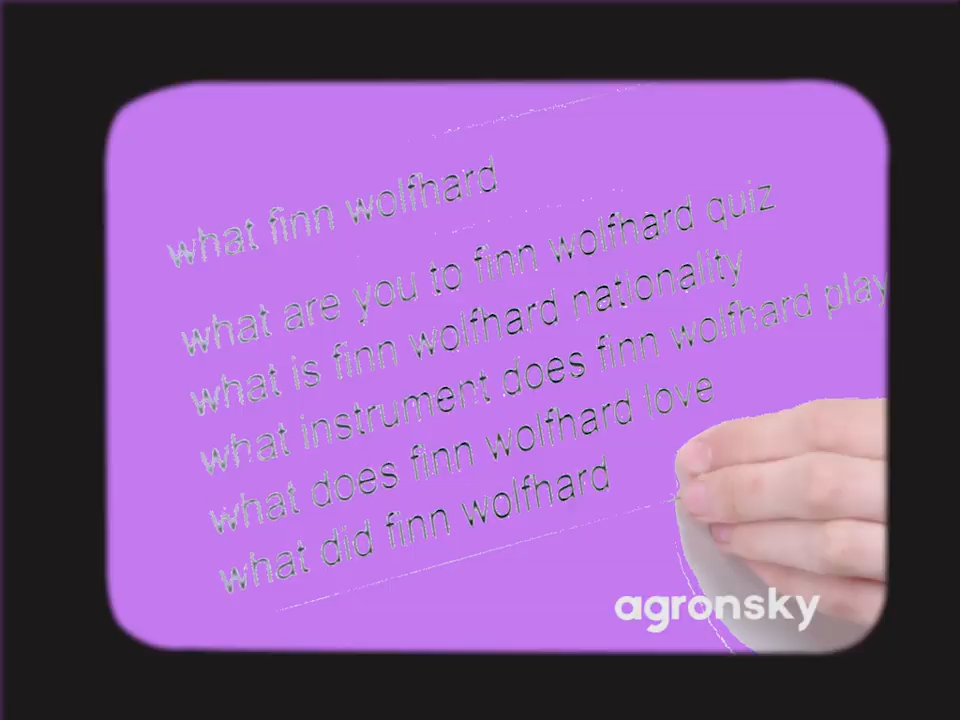 what finn wolfhard
what are you to finn wolfhard quiz
what is finn wolfhard nationality
what instrument does finn wolfhard play
what does finn wolfhard love
what did finn wolfhard
agronsky